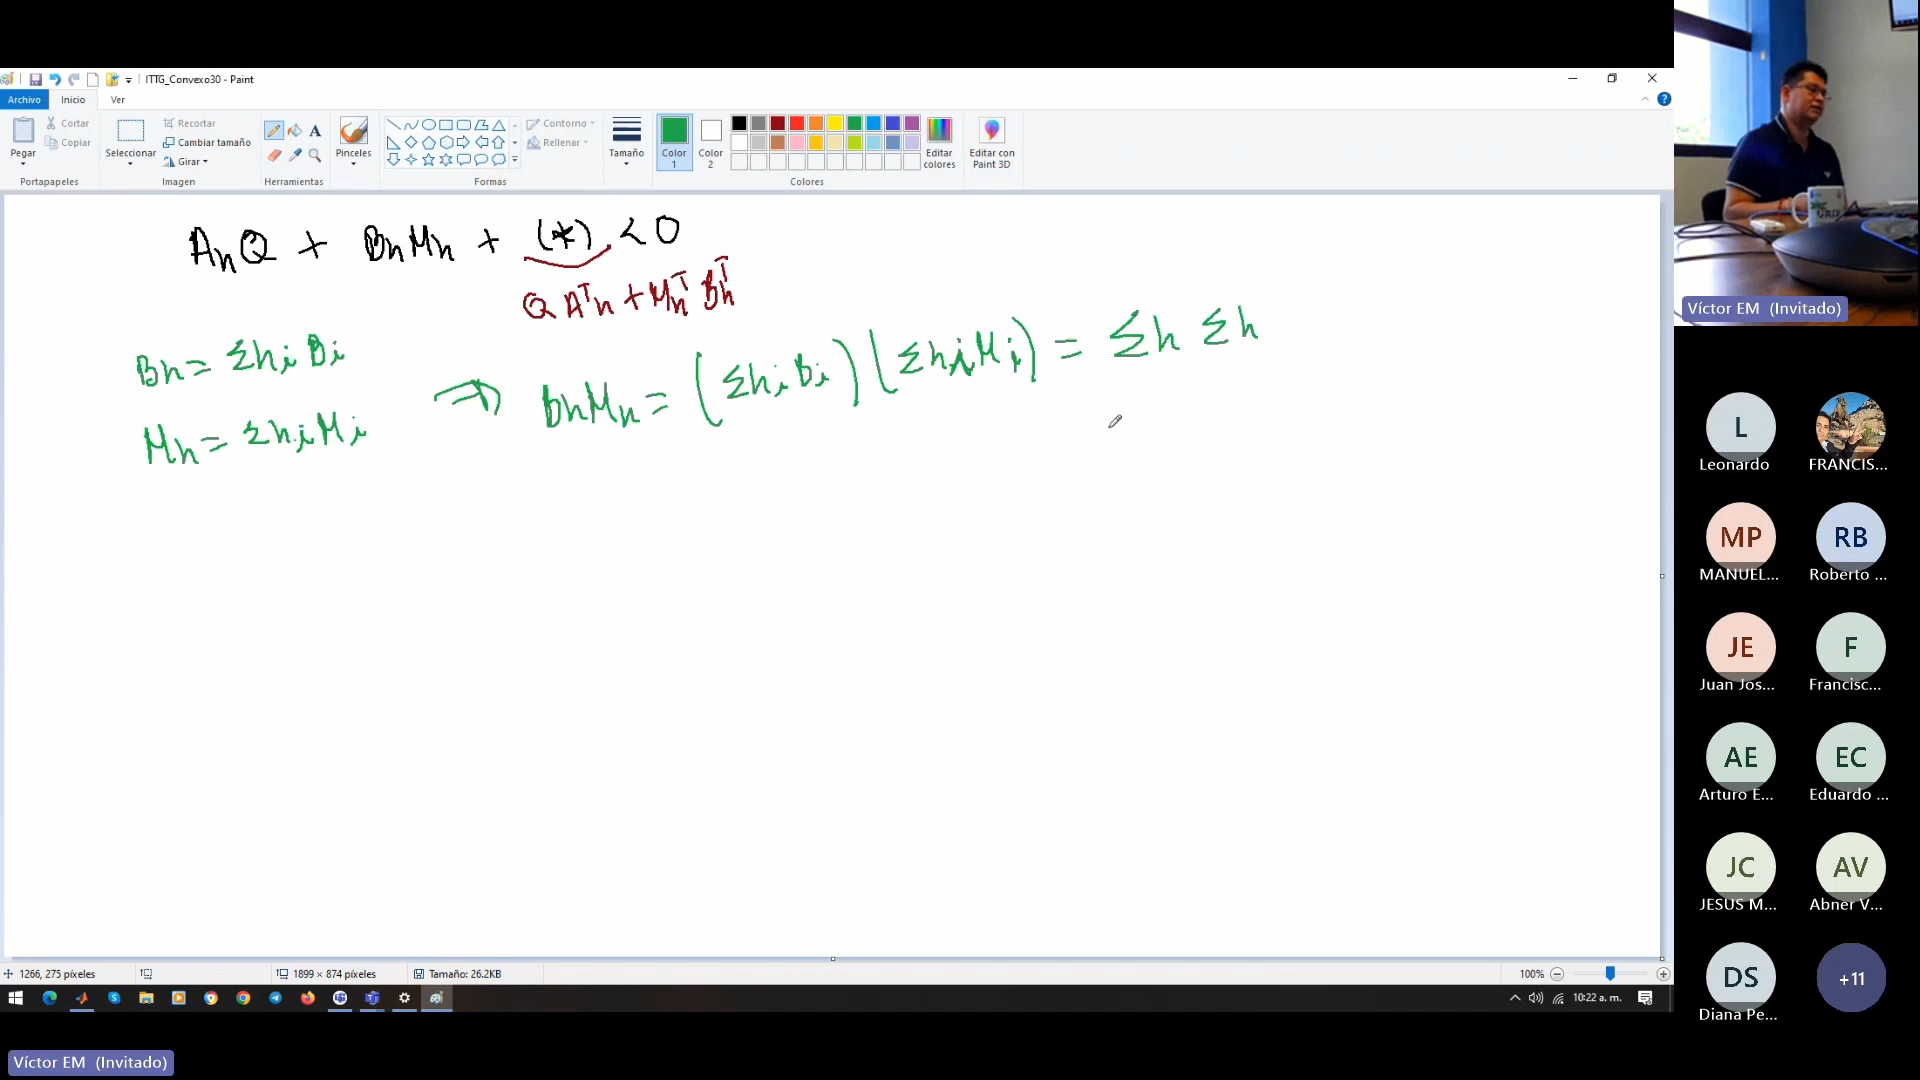 ITTG_Convexo30 - Paint
Archivo
Inicio
Ver
Pegar
Cortar
Copiar
Portapapeles
Seleccionar
Recortar
Cambiar tamaño
Girar
Imagen
A
Herramientas
Pinceles
Contorno
Rellenar
Formas
Tamaño
Color 1
Color 2
Editar colores
Editar con Paint 3D
Colores
AhQ + BhMh + (*) < 0
QAᵀh + Mhᵀ Bhᵀ
Bh = Σhi Bi
Mh = Σhi Mi
⇒ BhMh = (Σhi Bi)(Σhi Mi) = Σh Σh
1266, 275 píxeles
1899 × 874 píxeles
Tamaño: 26.2KB
100%
10:22 a. m.
Víctor EM (Invitado)
L
Leonardo
FRANCIS...
MP
MANUEL...
RB
Roberto ...
JE
Juan Jos...
F
Francisc...
AE
Arturo E...
EC
Eduardo ...
JC
JESUS M...
AV
Abner V...
DS
Diana Pe...
+11
Víctor EM (Invitado)